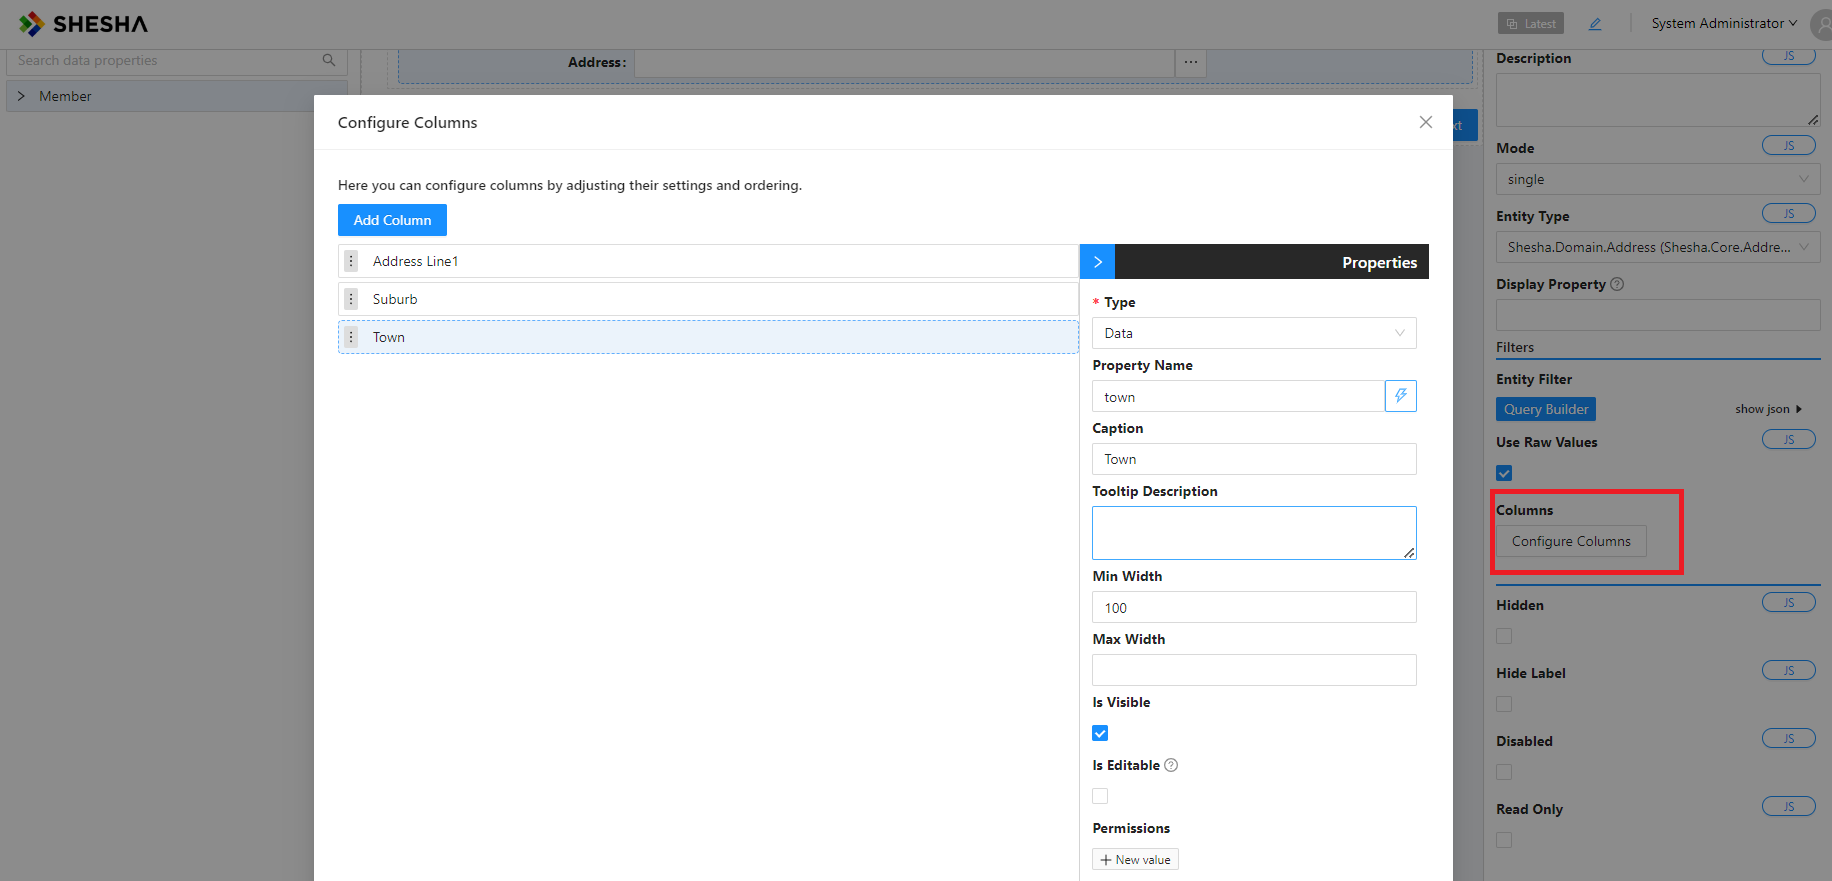 SHESHA
Latest
System Administrator
Search data properties
Member
Address:
...
xt
Configure Columns
Here you can configure columns by adjusting their settings and ordering.
Add Column
Address Line1
Suburb
Town
Properties
* Type
Data
Property Name
town
Caption
Town
Tooltip Description
Min Width
100
Max Width
Is Visible
Is Editable
Permissions
+ New value
Description
JS
Mode
JS
single
Entity Type
JS
Shesha.Domain.Address (Shesha.Core.Addre...
Display Property
Filters
Entity Filter
Query Builder
show json
Use Raw Values
JS
Columns
Configure Columns
Hidden
JS
Hide Label
JS
Disabled
JS
Read Only
JS